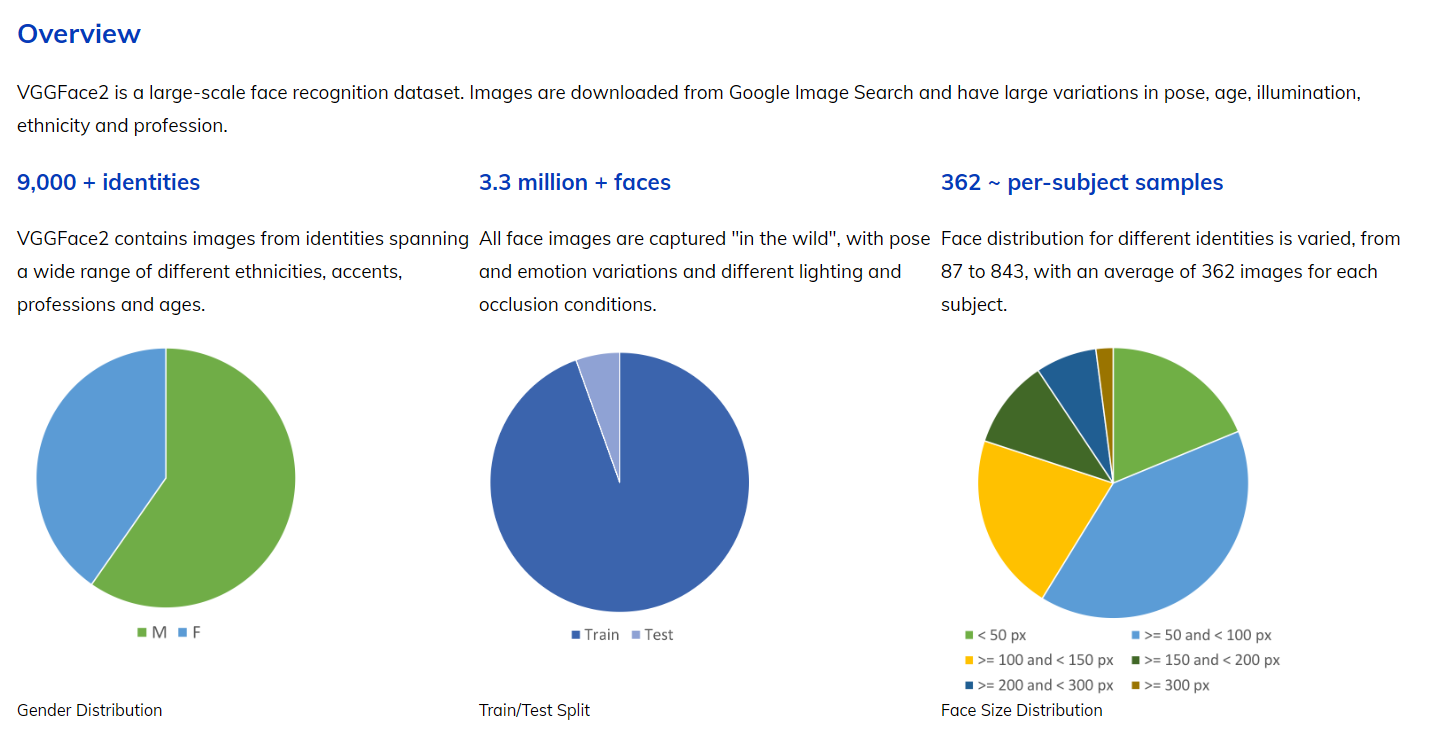 Overview
VGGFace2 is a large-scale face recognition dataset. Images are downloaded from Google Image Search and have large variations in pose, age, illumination,
ethnicity and profession.
9,000 + identities
VGGFace2 contains images from identities spanning
a wide range of different ethnicities, accents,
professions and ages.
M F
Gender Distribution
3.3 million + faces
All face images are captured "in the wild", with pose
and emotion variations and different lighting and
occlusion conditions.
Train Test
Train/Test Split
362 ~ per-subject samples
Face distribution for different identities is varied, from
87 to 843, with an average of 362 images for each
subject.
< 50 px >= 50 and < 100 px
>= 100 and < 150 px >= 150 and < 200 px
>= 200 and < 300 px >= 300 px
Face Size Distribution